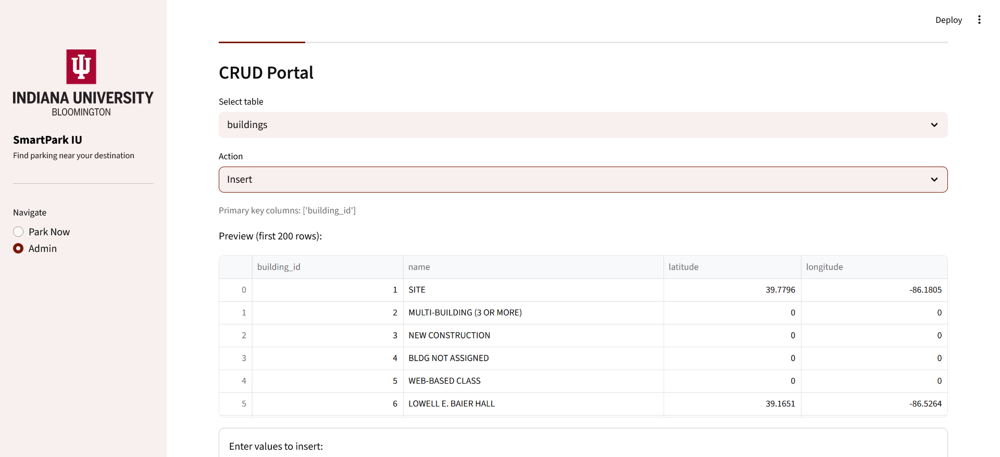 Deploy
INDIANA UNIVERSITY
BLOOMINGTON
SmartPark IU
Find parking near your destination
Navigate
Park Now
Admin
CRUD Portal
Select table
buildings
Action
Insert
Primary key columns: ['building_id']
Preview (first 200 rows):
building_id name latitude longitude
0 1 SITE 39.7796 -86.1805
1 2 MULTI-BUILDING (3 OR MORE) 0 0
2 3 NEW CONSTRUCTION 0 0
3 4 BLDG NOT ASSIGNED 0 0
4 5 WEB-BASED CLASS 0 0
5 6 LOWELL E. BAIER HALL 39.1651 -86.5264
Enter values to insert: